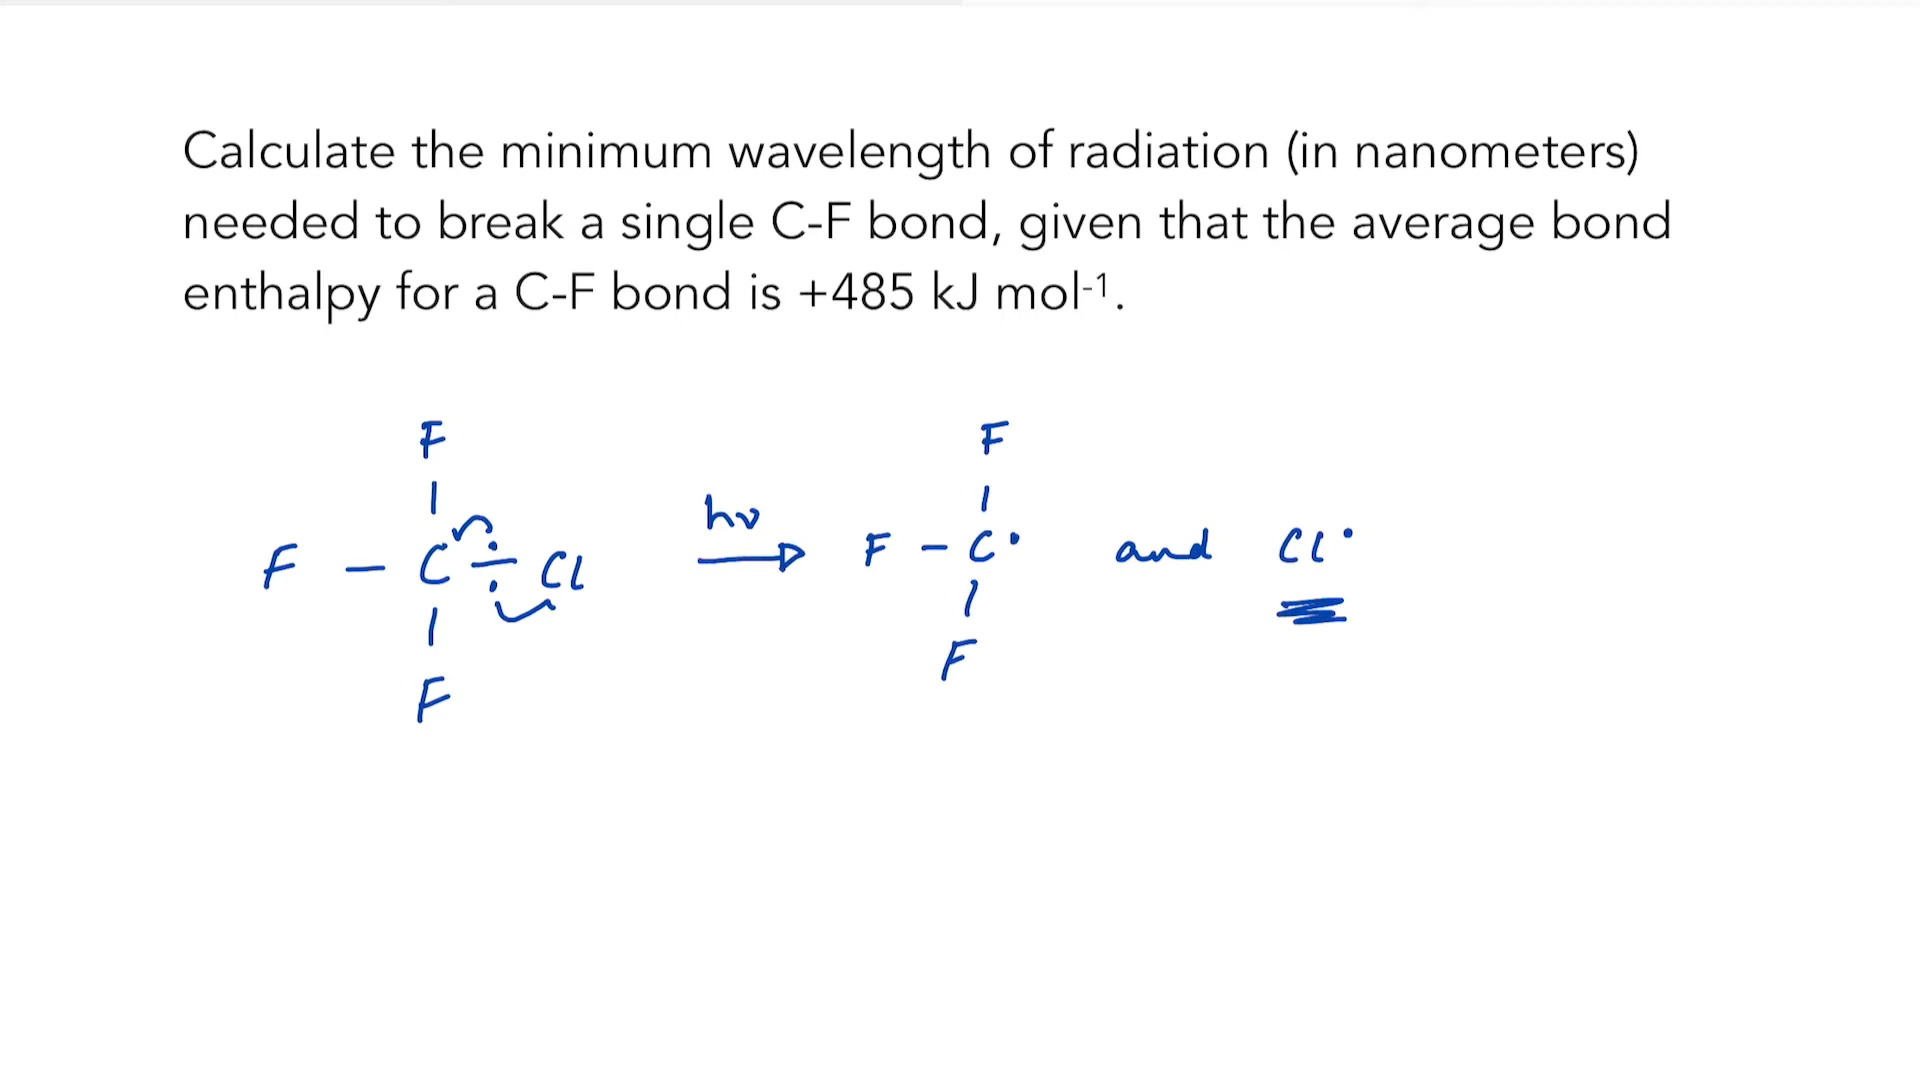 Calculate the minimum wavelength of radiation (in nanometers)
needed to break a single C-F bond, given that the average bond
enthalpy for a C-F bond is +485 kJ mol⁻¹.
F
F
hν
F – C ÷ Cl
F – C• and Cl•
F
F